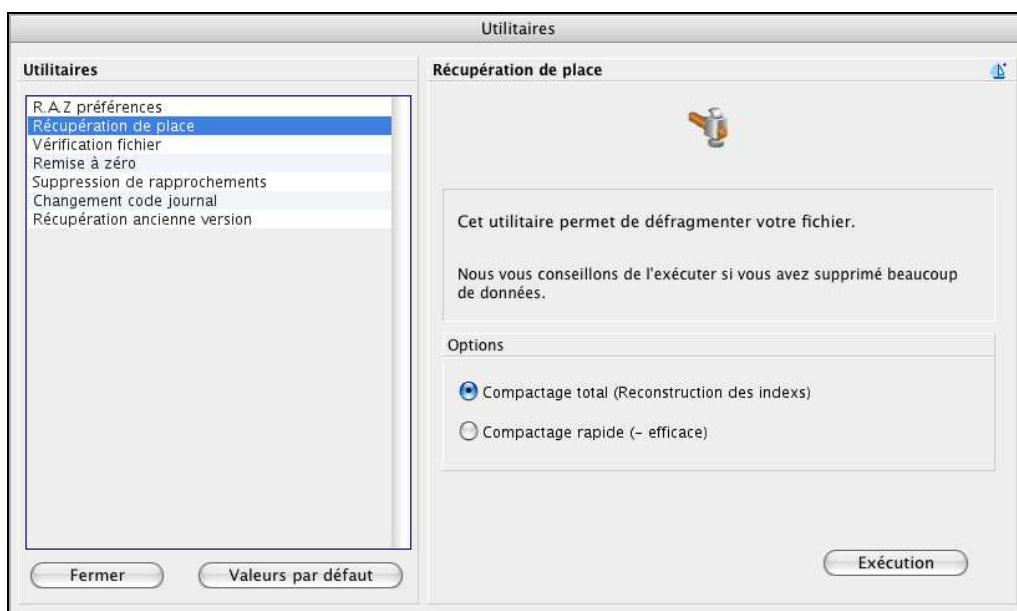 Utilitaires
Utilitaires
R.A.Z préférences
Récupération de place
Vérification fichier
Remise à zéro
Suppression de rapprochements
Changement code journal
Récupération ancienne version
Fermer
Valeurs par défaut
Récupération de place
Cet utilitaire permet de défragmenter votre fichier.
Nous vous conseillons de l'exécuter si vous avez supprimé beaucoup
de données.
Options
Compactage total (Reconstruction des indexs)
Compactage rapide (- efficace)
Exécution